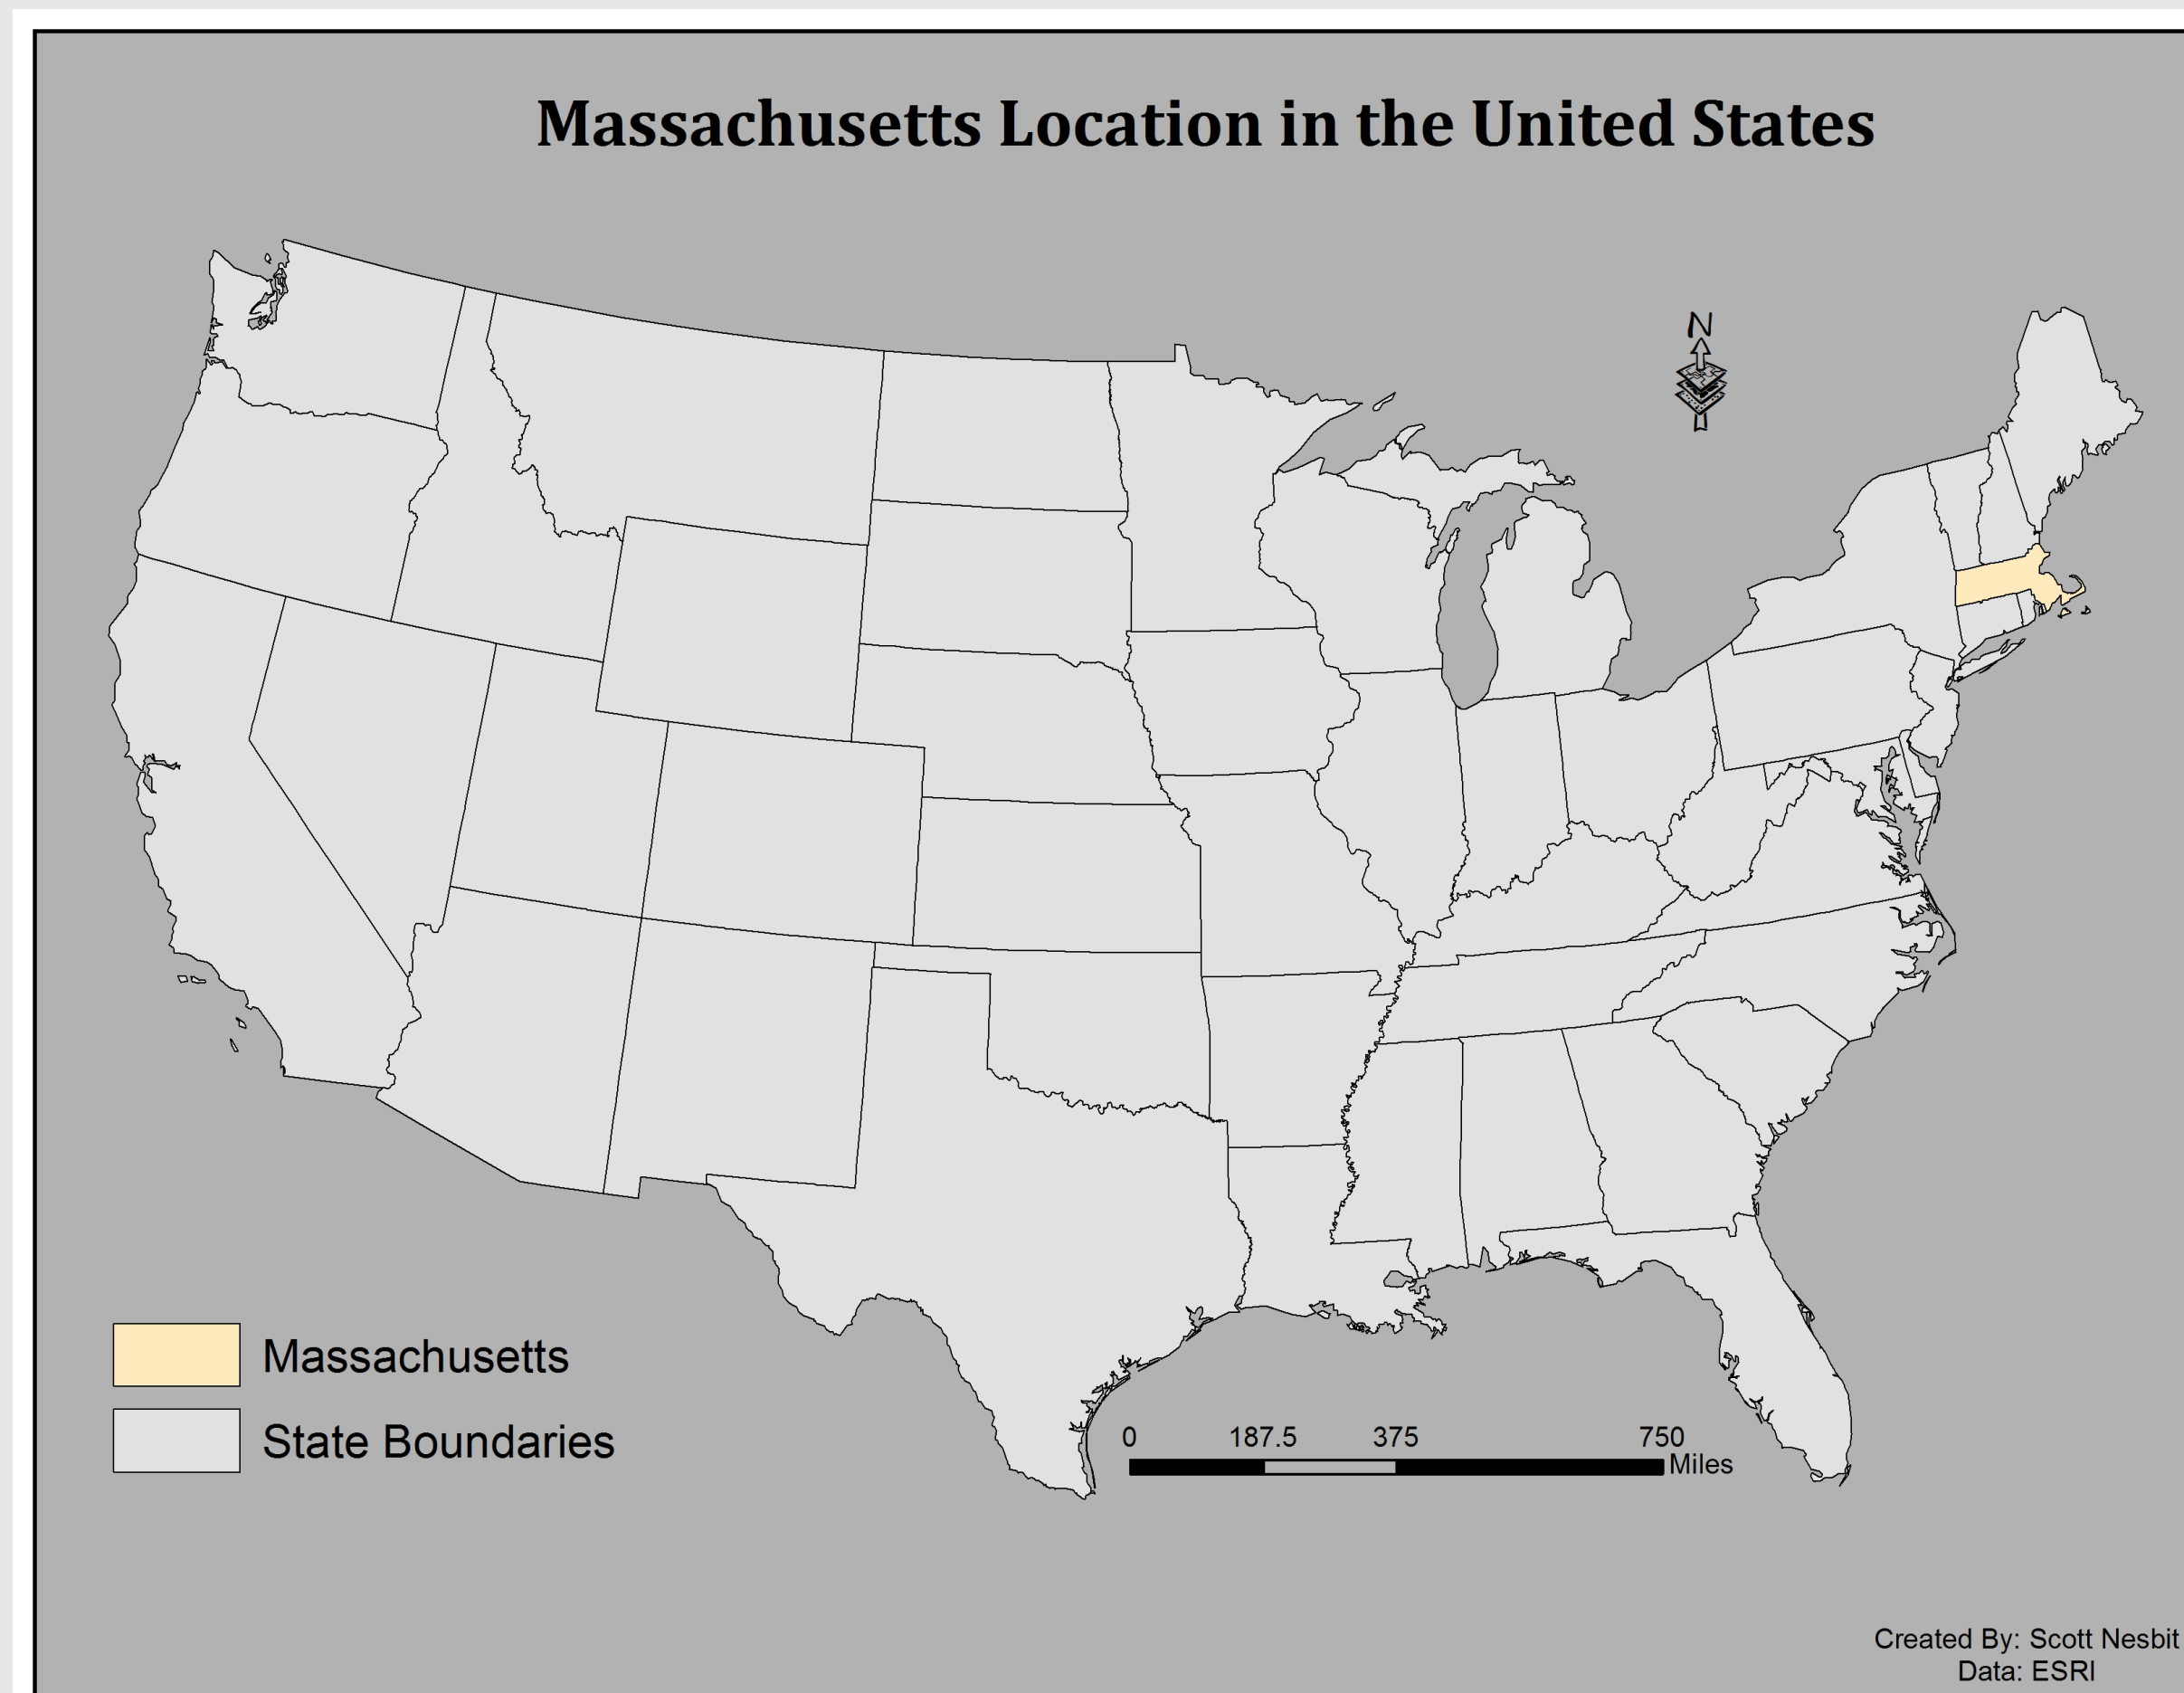 Massachusetts Location in the United States
N
Massachusetts
State Boundaries
0 187.5 375 750
Miles
Created By: Scott Nesbit
Data: ESRI